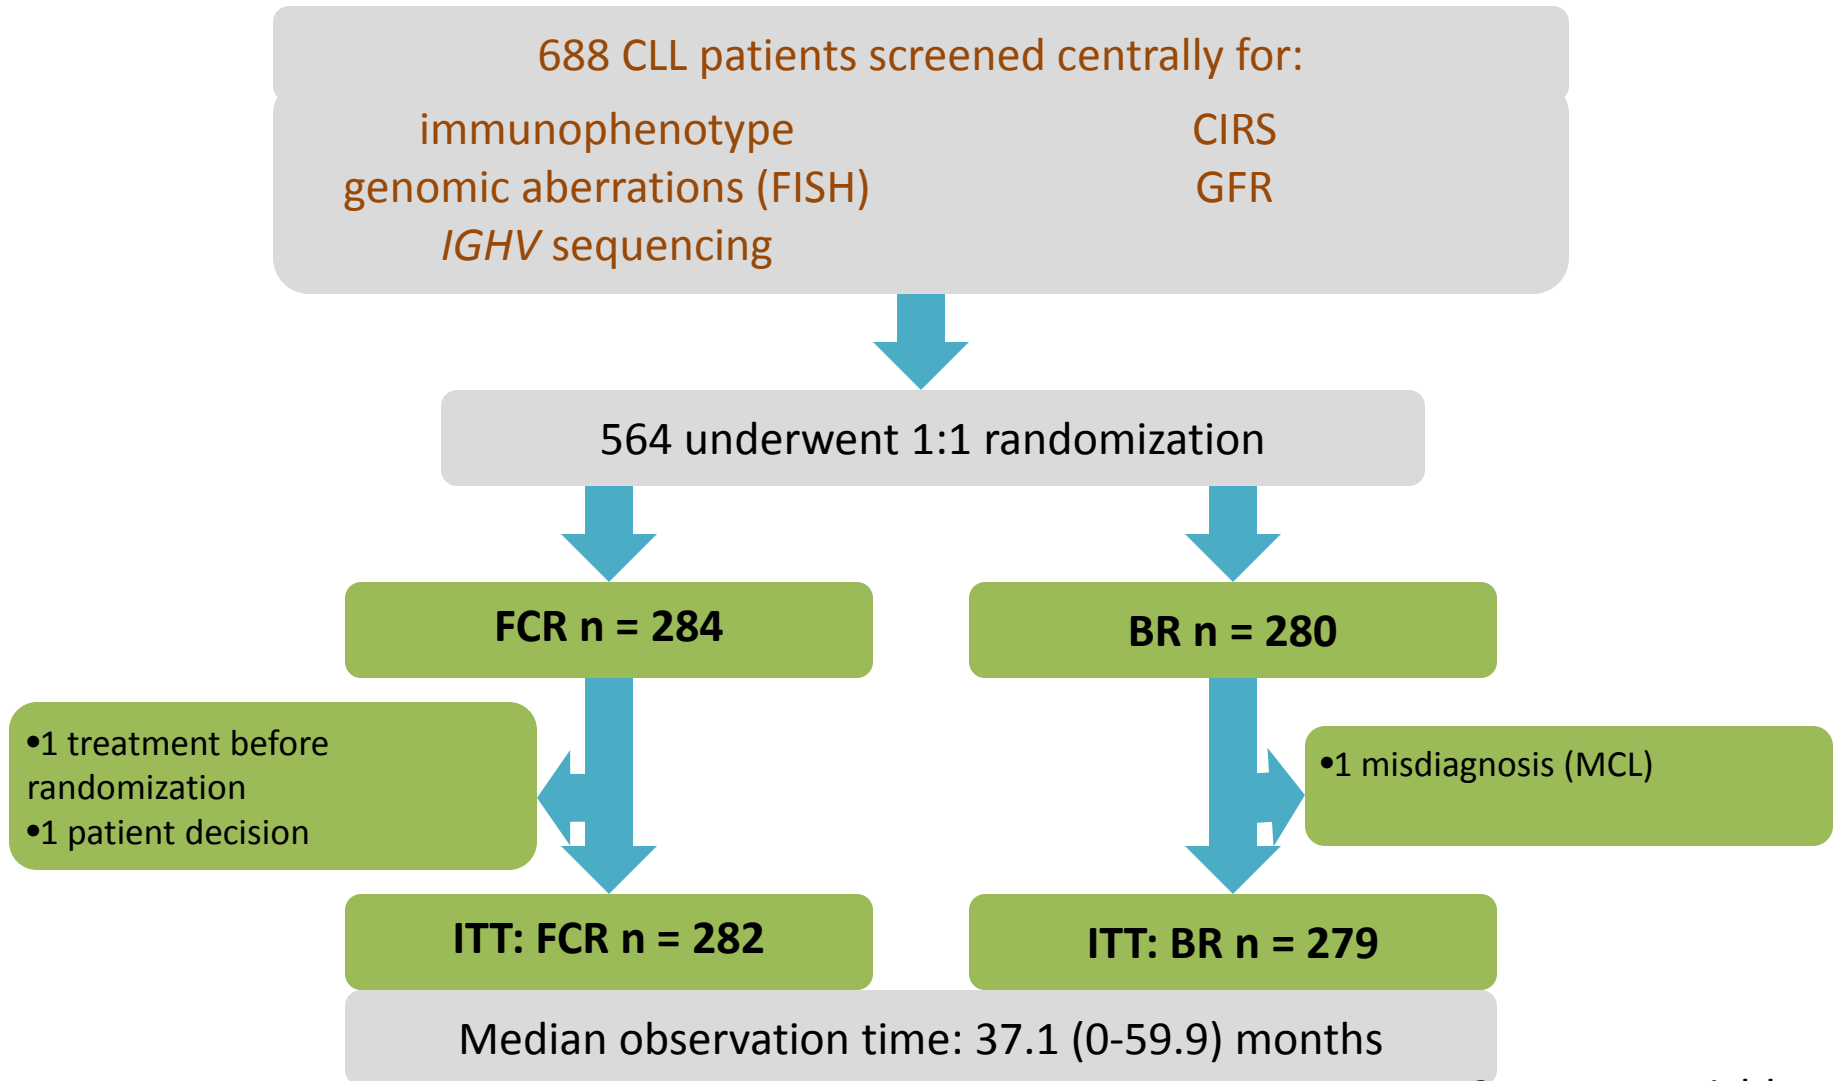 688 CLL patients screened centrally for:
immunophenotype
CIRS
genomic aberrations (FISH)
GFR
IGHV sequencing
564 underwent 1:1 randomization
FCR n = 284
BR n = 280
•1 treatment before
randomization
•1 patient decision
•1 misdiagnosis (MCL)
ITT: FCR n = 282
ITT: BR n = 279
Median observation time: 37.1 (0-59.9) months